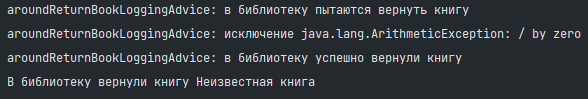 aroundReturnBookLoggingAdvice: в библиотеку пытаются вернуть книгу
aroundReturnBookLoggingAdvice: исключение java.lang.ArithmeticException: / by zero
aroundReturnBookLoggingAdvice: в библиотеку успешно вернули книгу
В библиотеку вернули книгу Неизвестная книга